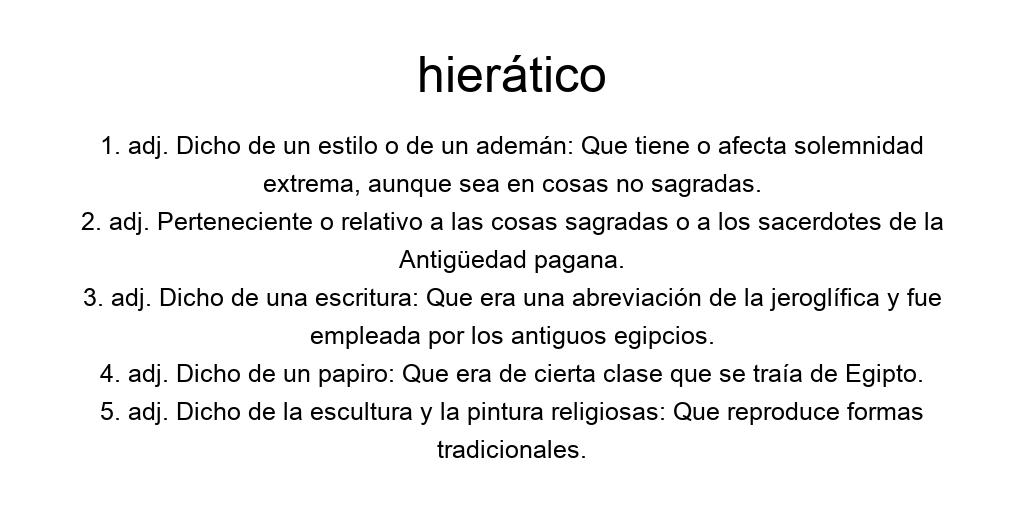 hierático
1. adj. Dicho de un estilo o de un ademán: Que tiene o afecta solemnidad
extrema, aunque sea en cosas no sagradas.
2. adj. Perteneciente o relativo a las cosas sagradas o a los sacerdotes de la
Antigüedad pagana.
3. adj. Dicho de una escritura: Que era una abreviación de la jeroglífica y fue
empleada por los antiguos egipcios.
4. adj. Dicho de un papiro: Que era de cierta clase que se traía de Egipto.
5. adj. Dicho de la escultura y la pintura religiosas: Que reproduce formas
tradicionales.